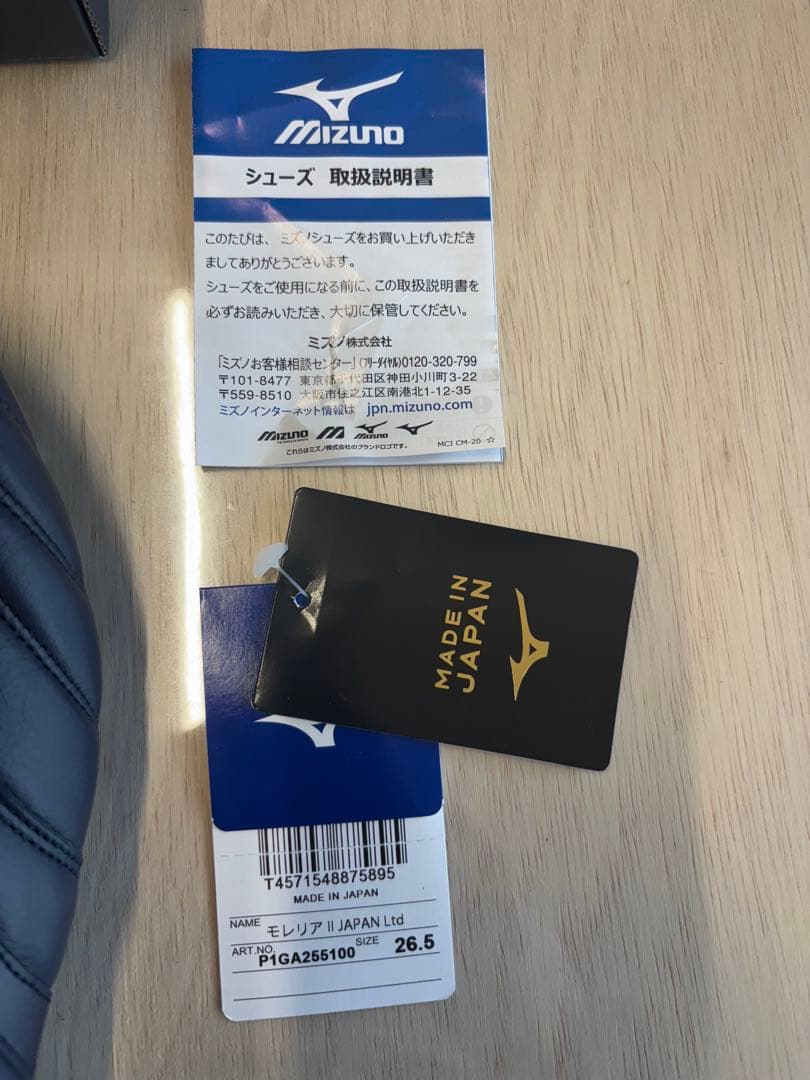 MIZUNO
シューズ 取扱説明書
このたびは、ミズノシューズをお買い上げいただき
ましてありがとうございます。
シューズをご使用になる前に、この取扱説明書を
必ずお読みいただき、大切に保管してください。
ミズノ株式会社
「ミズノお客様相談センター」(フリーダイヤル)0120-320-799
〒101-8477 東京都千代田区神田小川町3-22
〒559-8510 大阪市住之江区南港北1-12-35
ミズノインターネット情報は jpn.mizuno.com
MIZUNO MIZUNO
これらはミズノ株式会社のブランドロゴです。
MCJ CM-20 ☆
MADE IN
JAPAN
T4571548875895
MADE IN JAPAN
NAME モレリア II JAPAN Ltd
ART.NO. P1GA255100 SIZE 26.5